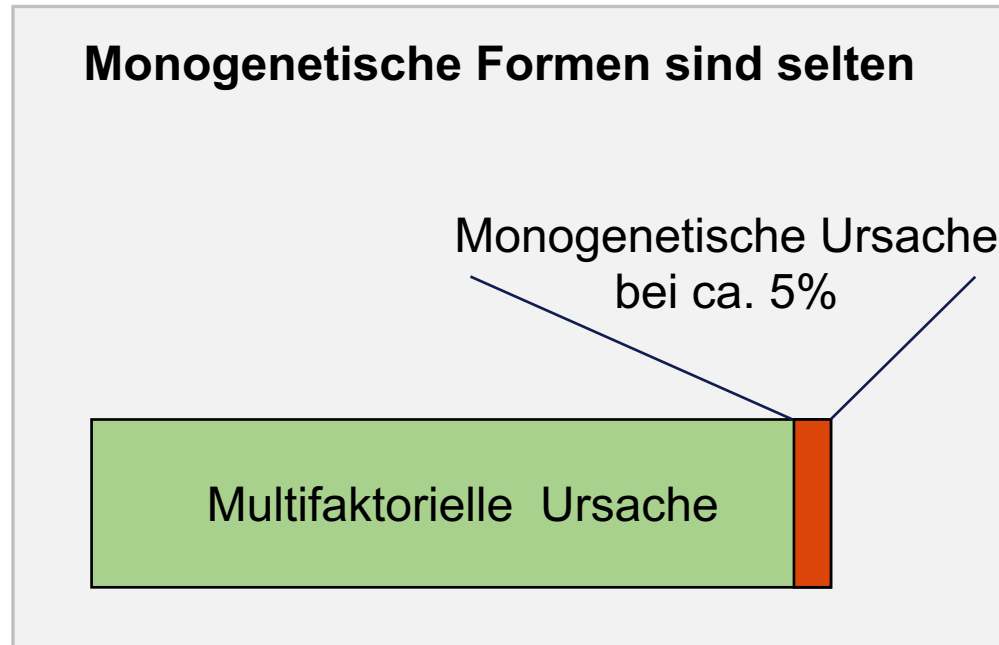 Monogenetische Formen sind selten
Monogenetische Ursache
bei ca. 5%
Multifaktorielle Ursache